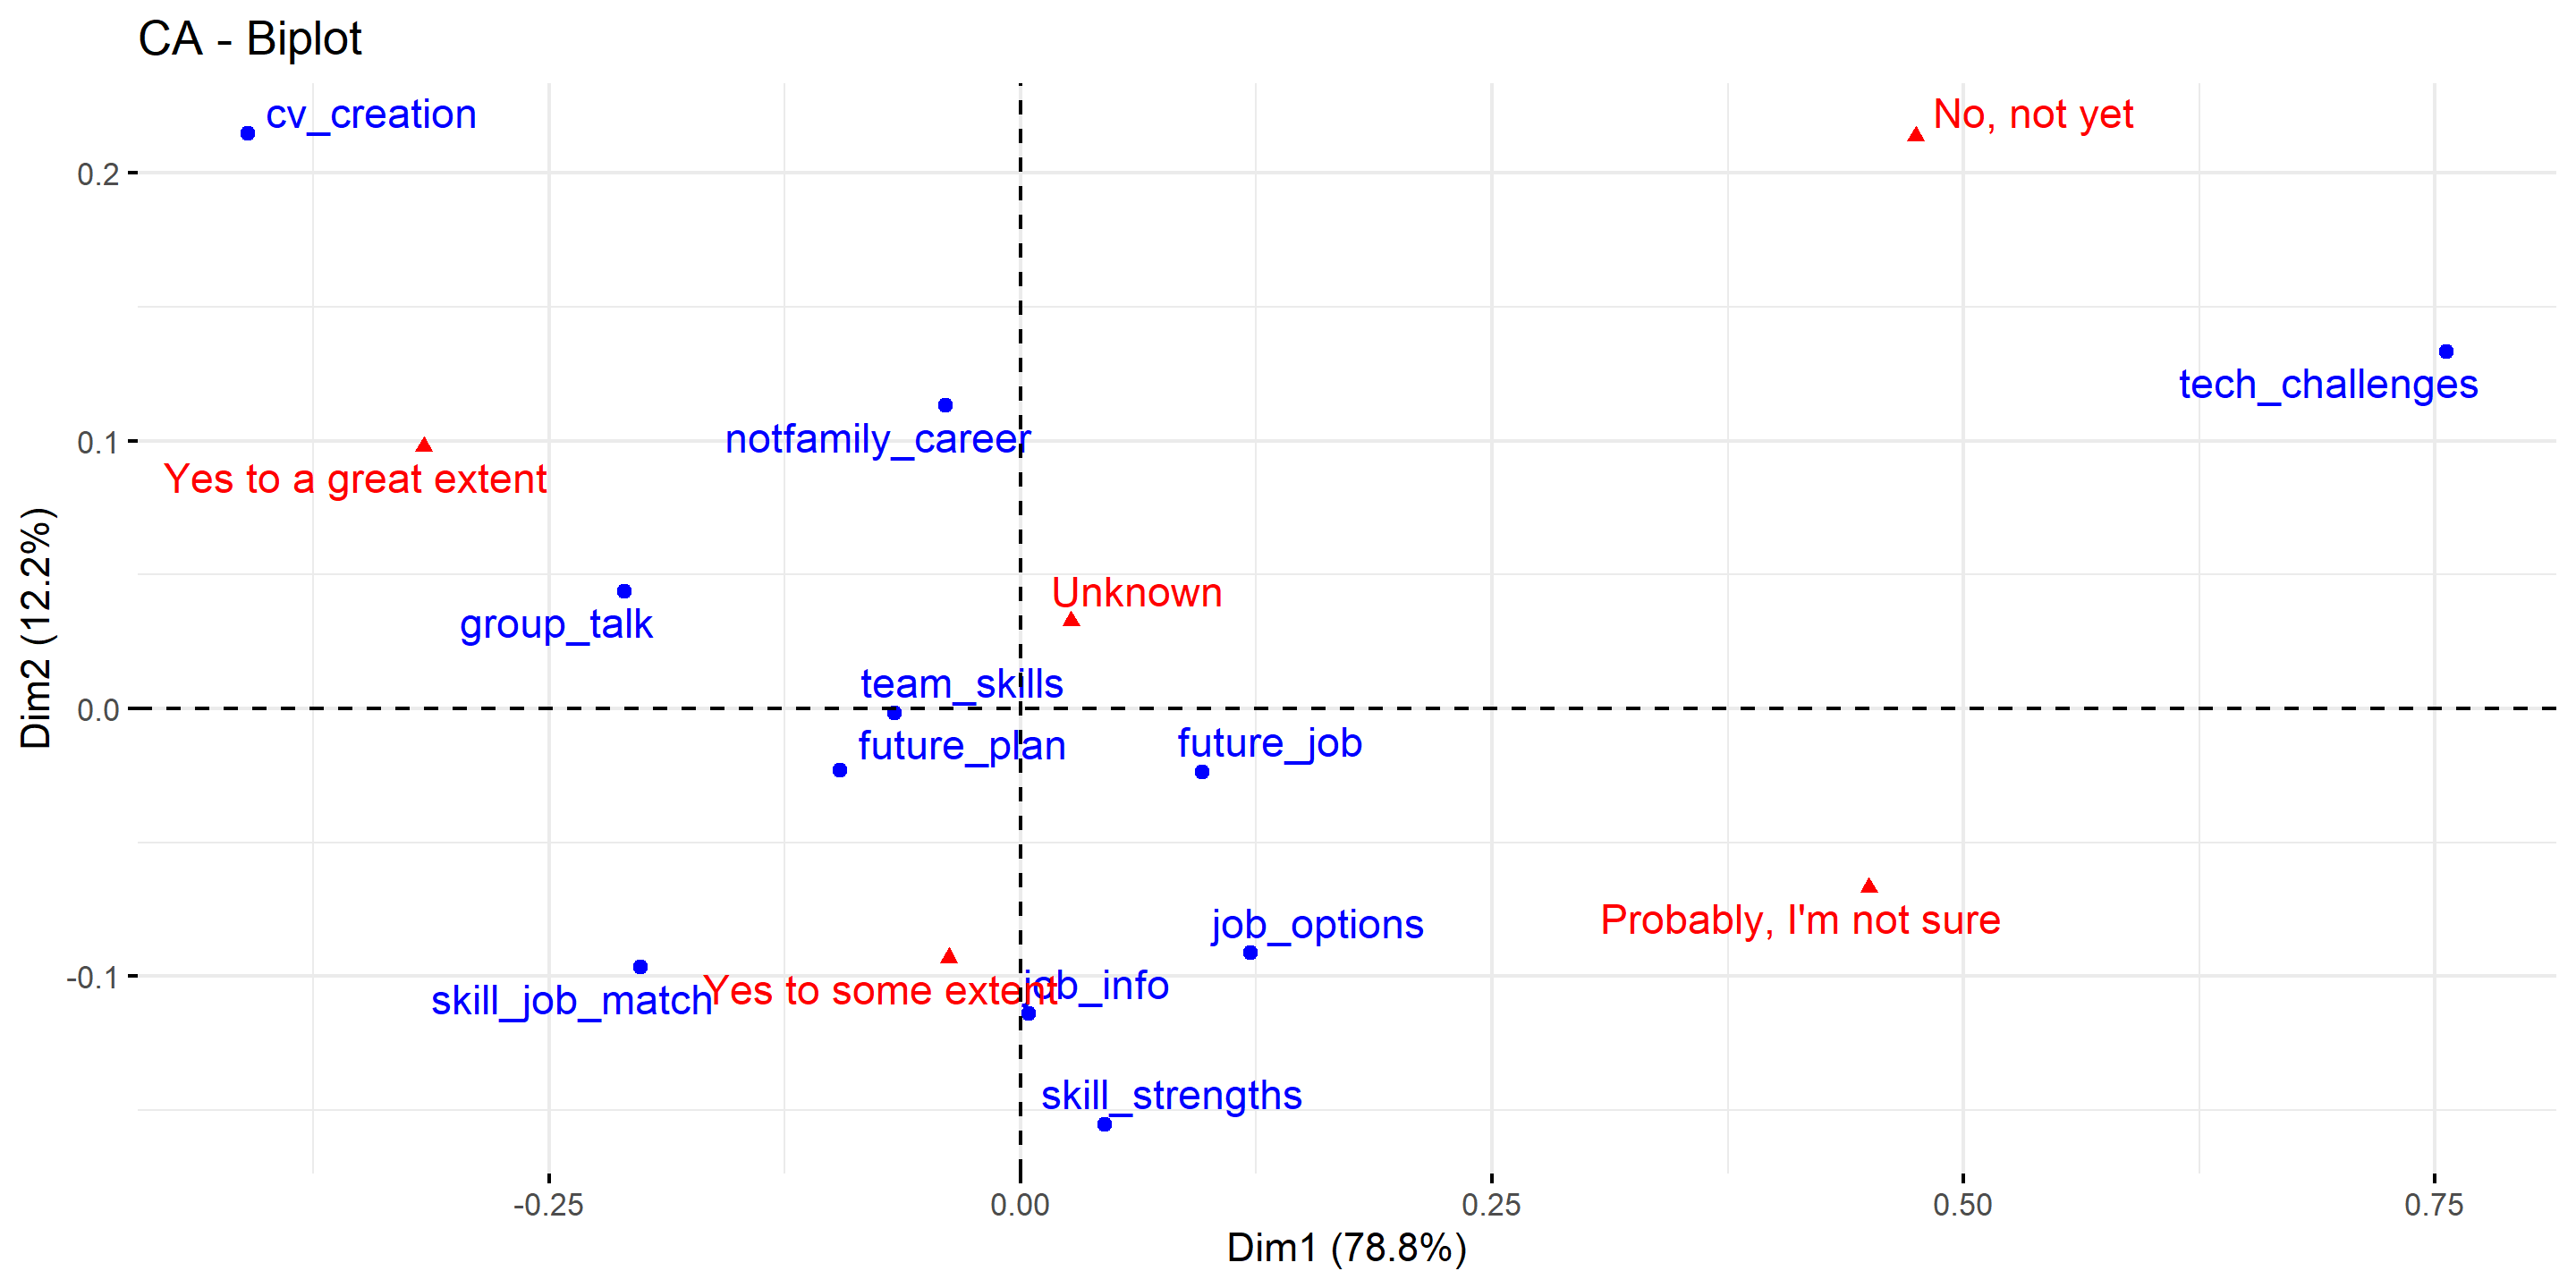 CA - Biplot
cv_creation
No, not yet
0.2
tech_challenges
notfamily_career
0.1
Yes to a great extent
Unknown
group_talk
team_skills
0.0
future_plan
future_job
job_options
Probably, I'm not sure
-0.1
job_info
skill_job_match
Yes to some extent
skill_strengths
Dim2 (12.2%)
-0.25
0.00
0.25
0.50
0.75
Dim1 (78.8%)